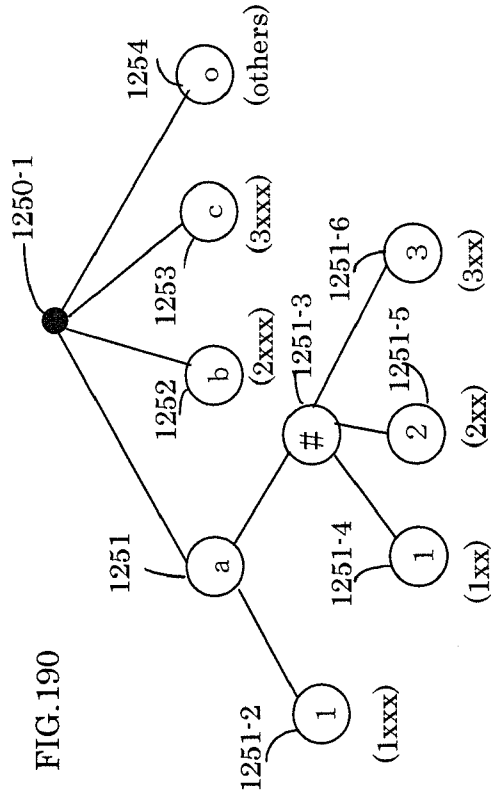 FIG.190
1250-1
1251
1252
1253
1254
a
b
c
o
(2xxx)
(3xxx)
(others)
1251-2
1251-3
1
#
(1xxx)
1251-4
1251-5
1251-6
1
2
3
(1xx)
(2xx)
(3xx)